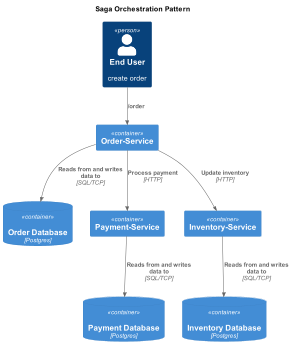 Saga Orchestration Pattern
«person»
End User
create order
/order
«container»
Order-Service
Reads from and writes
data to
[SQL/TCP]
Process payment
[HTTP]
Update inventory
[HTTP]
«container»
Order Database
[Postgres]
«container»
Payment-Service
«container»
Inventory-Service
Reads from and writes
data to
[SQL/TCP]
Reads from and writes
data to
[SQL/TCP]
«container»
Payment Database
[Postgres]
«container»
Inventory Database
[Postgres]